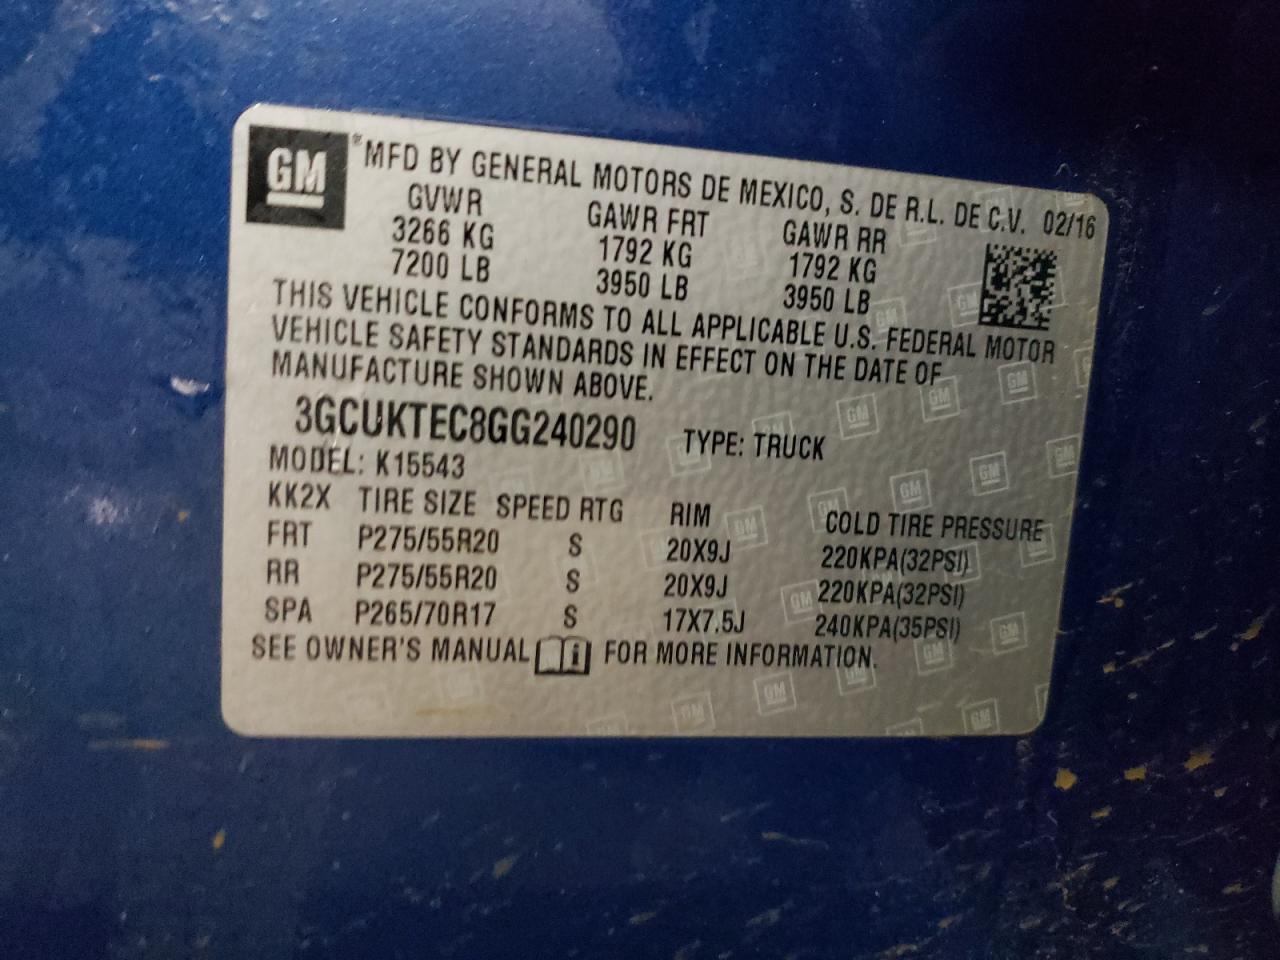 GM ® MFD BY GENERAL MOTORS DE MEXICO, S. DE R.L. DE C.V. 02/16
GVWR GAWR FRT GAWR RR
3266 KG 1792 KG 1792 KG
7200 LB 3950 LB 3950 LB
THIS VEHICLE CONFORMS TO ALL APPLICABLE U.S. FEDERAL MOTOR
VEHICLE SAFETY STANDARDS IN EFFECT ON THE DATE OF
MANUFACTURE SHOWN ABOVE.
3GCUKTEC8GG240290 TYPE: TRUCK
MODEL: K15543
KK2X TIRE SIZE SPEED RTG RIM COLD TIRE PRESSURE
FRT P275/55R20 S 20X9J 220KPA(32PSI)
RR P275/55R20 S 20X9J 220KPA(32PSI)
SPA P265/70R17 S 17X7.5J 240KPA(35PSI)
SEE OWNER'S MANUAL i FOR MORE INFORMATION.